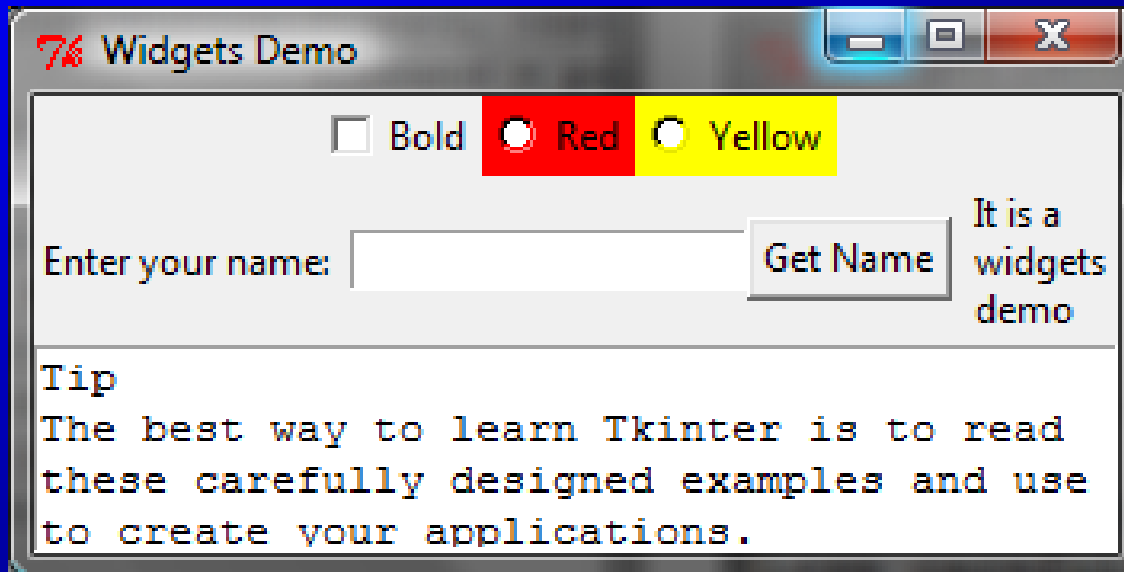 Widgets Demo
Bold Red Yellow
Enter your name: Get Name
It is a
widgets
demo
Tip
The best way to learn Tkinter is to read
these carefully designed examples and use
to create your applications.